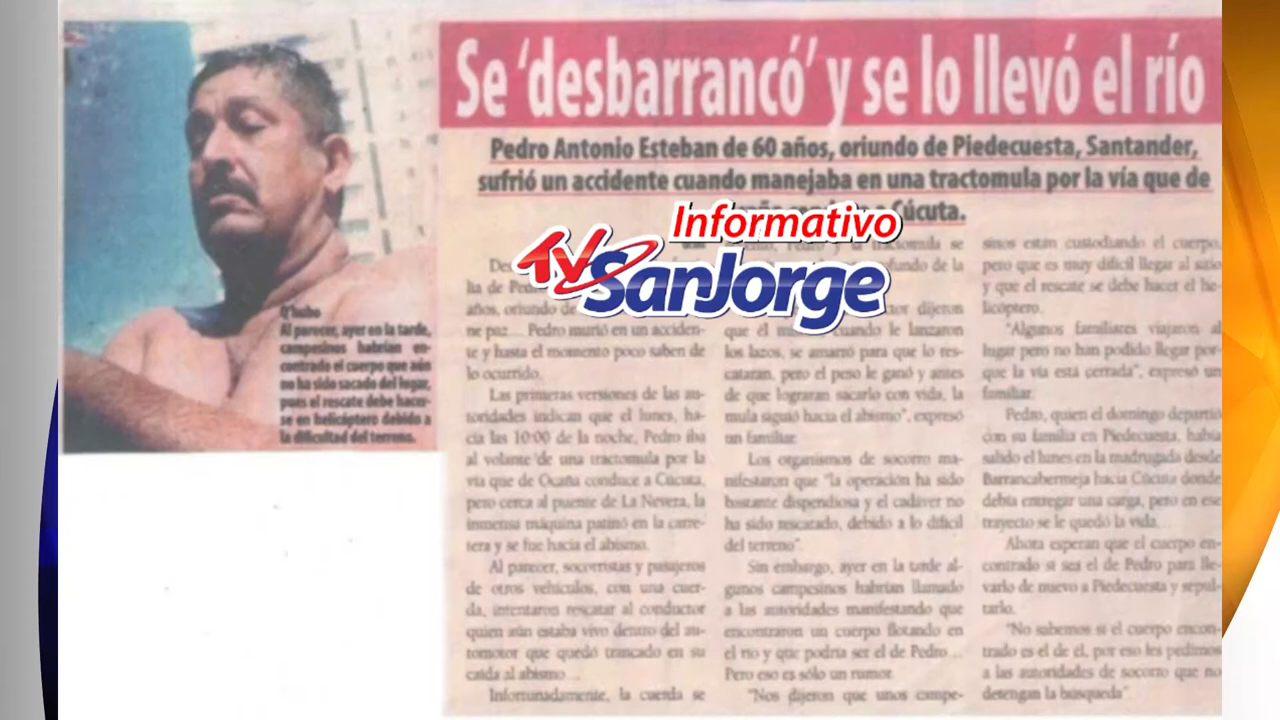 Se 'desbarrancó' y se lo llevó el río
Pedro Antonio Esteban de 60 años, oriundo de Piedecuesta, Santander,
sufrió un accidente cuando manejaba en una tractomula por la vía que de
a Cúcuta.
Informativo
TV SanJorge
Q'hubo
Al parecer, ayer en la tarde,
campesinos habrían en-
contrado el cuerpo que aún
no ha sido sacado del lugar,
pues el rescate debe hacer-
se en helicóptero debido a
la dificultad del terreno.
lia de
años, oriundo de
ne paz... Pedro murió en un acciden-
te y hasta el momento poco saben de
lo ocurrido.
Las primeras versiones de las au-
toridades indican que el lunes, ha-
cía las 10:00 de la noche, Pedro iba
al volante de una tractomula por la
vía que de Ocaña conduce a Cúcuta,
pero cerca al puente de La Nevera, la
inmensa máquina patinó en la carre-
tera y se fue hacia el abismo.
Al parecer, socorristas y pasajeros
de otros vehículos, con una cuer-
da, intentaron rescatar al conductor
quien aún estaba vivo dentro del au-
tomotor que quedó trancado en su
caída al abismo...
Infortunadamente, la cuerda se
tractomula se
profundo de la
dijeron
que el cuando le lanzaron
los lazos, se amarró para que lo res-
cataran, pero el peso le ganó y antes
de que lograran sacarlo con vida, la
mula siguió hacia el abismo", expresó
un familiar.
Los organismos de socorro ma-
nifestaron que "la operación ha sido
bastante dispendiosa y el cadáver no
ha sido rescatado, debido a lo difícil
del terreno".
Sin embargo, ayer en la tarde al-
gunos campesinos habrían llamado
a las autoridades manifestando que
encontraron un cuerpo flotando en
el río y que podría ser el de Pedro...
Pero eso es sólo un rumor.
"Nos dijeron que unos campe-
sinos están custodiando el cuerpo,
pero que es muy difícil llegar al sitio
y que el rescate se debe hacer el he-
licóptero.
"Algunos familiares viajaron al
lugar pero no han podido llegar por-
que la vía está cerrada", expresó un
familiar.
Pedro, quien el domingo departió
con su familia en Piedecuesta, había
salido el lunes en la madrugada desde
Barrancabermeja hacia Cúcuta donde
debía entregar una carga, pero en ese
trayecto se le quedó la vida...
Ahora esperan que el cuerpo en-
contrado si sea el de Pedro para lle-
varlo de nuevo a Piedecuesta y sepul-
tarlo.
"No sabemos si el cuerpo encon-
trado es el de él, por eso les pedimos
a las autoridades de socorro que no
detengan la búsqueda"